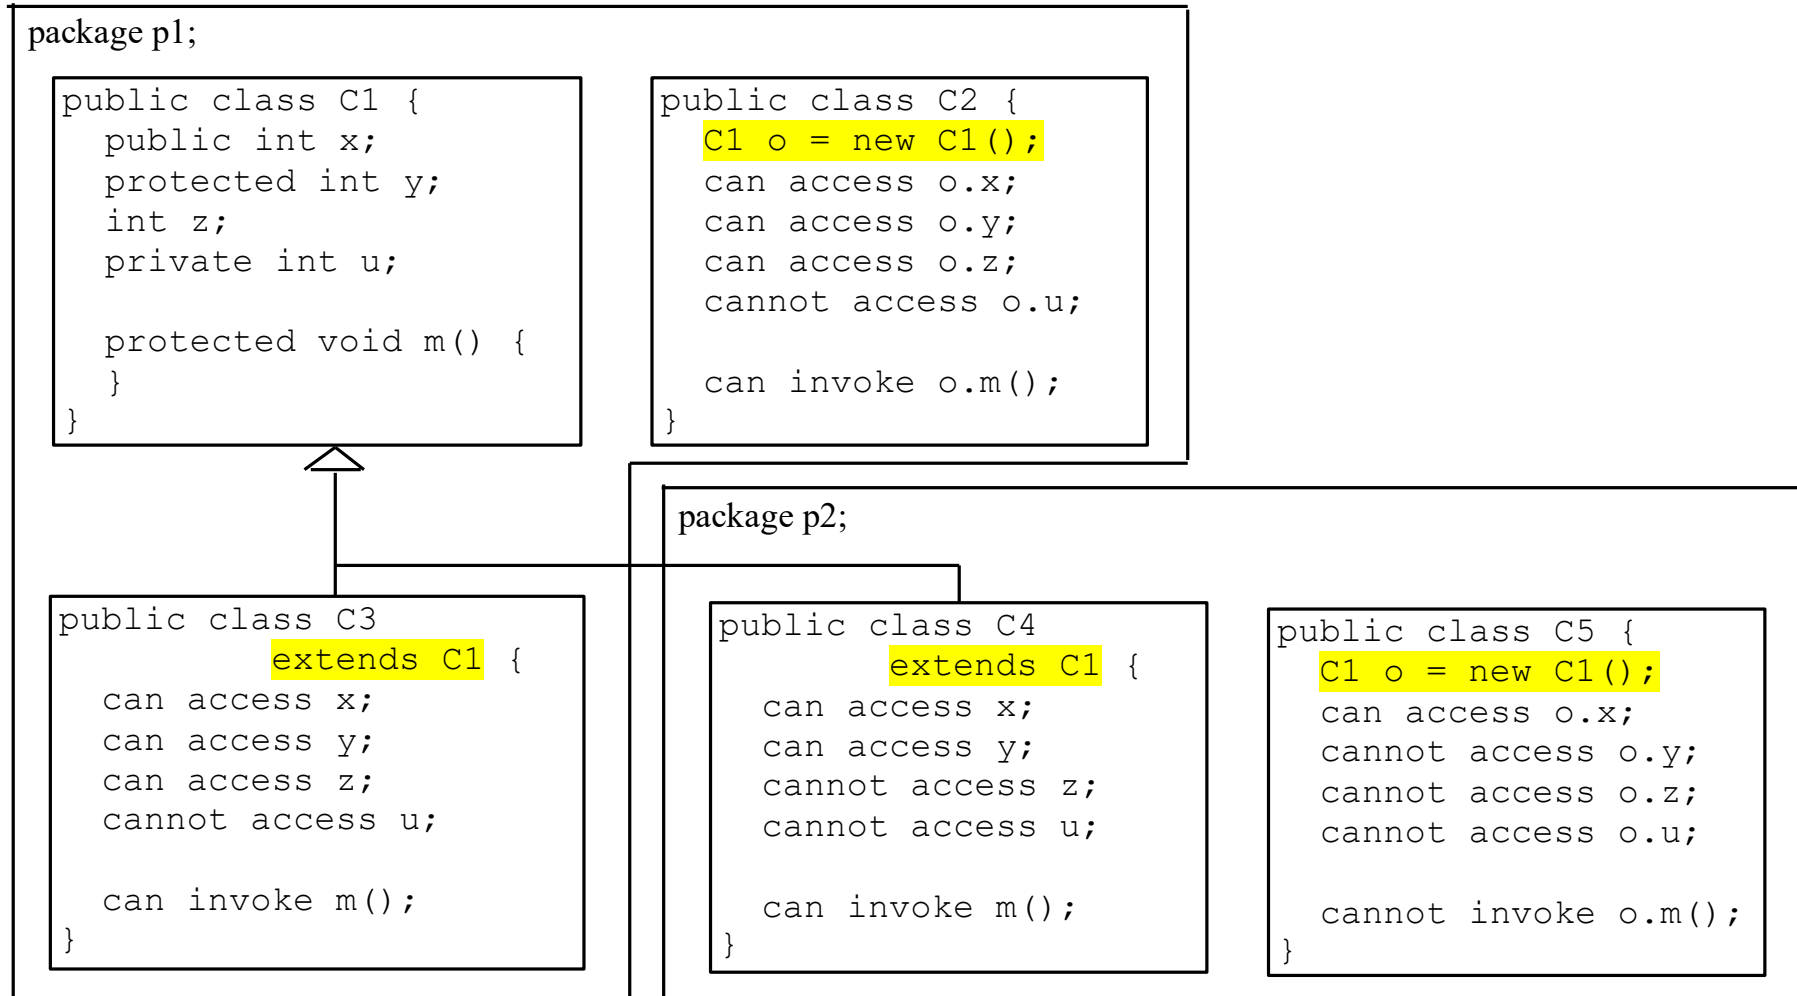 package p1;
public class C1 {
public int x;
protected int y;
int z;
private int u;
protected void m() {
}
}
public class C2 {
C1 o = new C1();
can access o.x;
can access o.y;
can access o.z;
cannot access o.u;
can invoke o.m();
}
public class C3
extends C1 {
can access x;
can access y;
can access z;
cannot access u;
can invoke m();
}
package p2;
public class C4
extends C1 {
can access x;
can access y;
cannot access z;
cannot access u;
can invoke m();
}
public class C5 {
C1 o = new C1();
can access o.x;
cannot access o.y;
cannot access o.z;
cannot access o.u;
cannot invoke o.m();
}